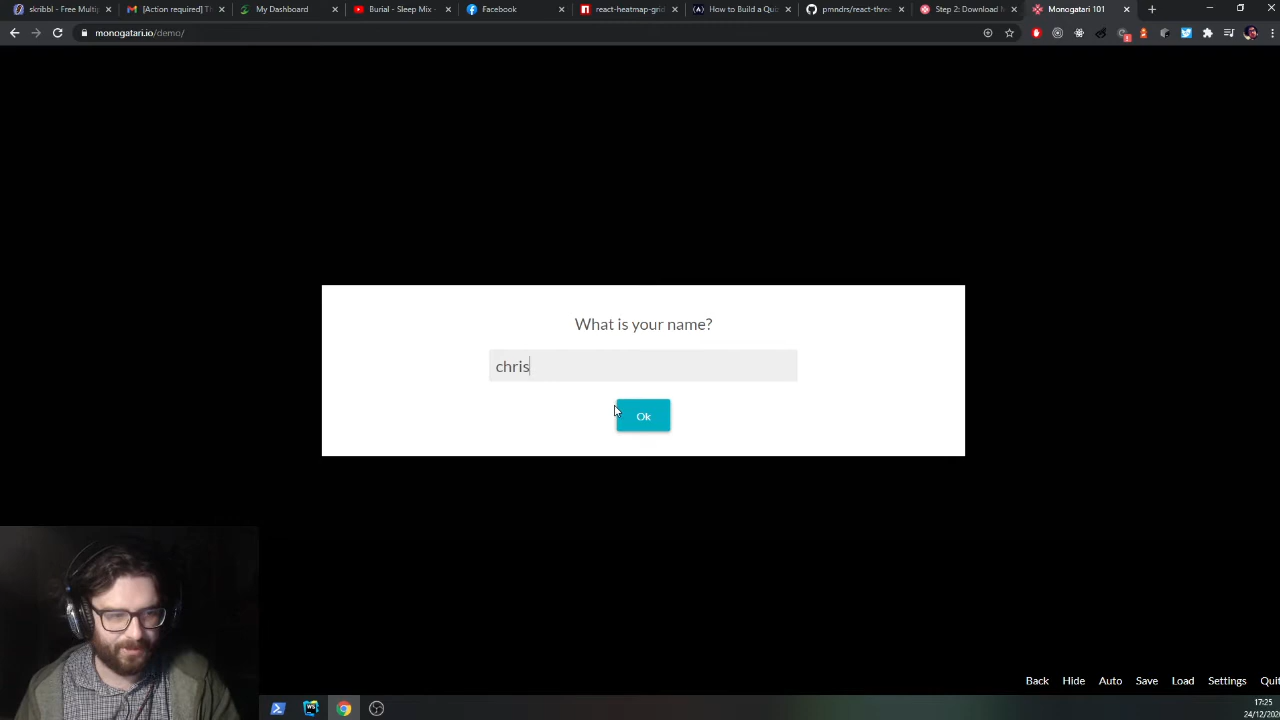 skribbl - Free Multip
[Action required] T
My Dashboard
Burial - Sleep Mix -
Facebook
react-heatmap-grid
How to Build a Qu
pmndrs/react-three
Step 2: Download
Monogatari 101
monogatari.io/demo/
What is your name?
chris
Ok
Back Hide Auto Save Load Settings Quit
17:25
24/12/20